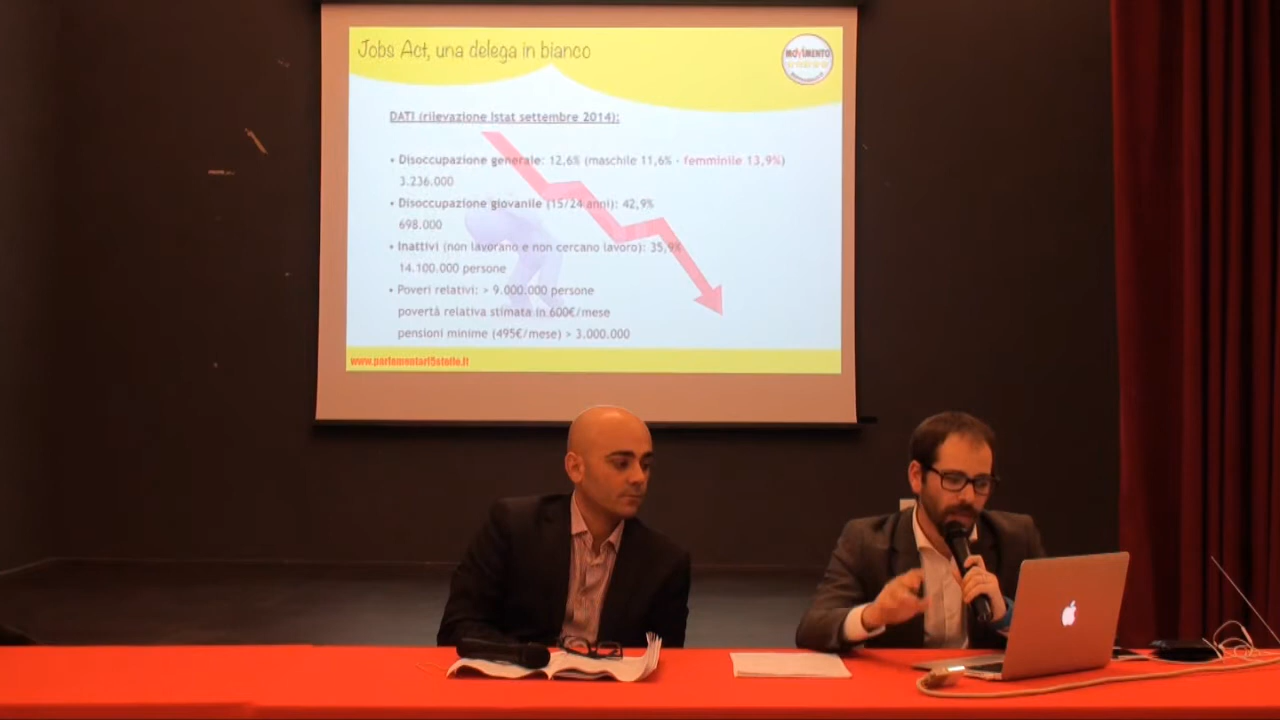 Jobs Act, una delega in bianco
MOVIMENTO
DATI (rilevazione Istat settembre 2014):
• Disoccupazione generale: 12,6% (maschile 11,6% - femminile 13,9%)
3.236.000
• Disoccupazione giovanile (15/24 anni): 42,9%
698.000
• Inattivi (non lavorano e non cercano lavoro): 35,9%
14.100.000 persone
• Poveri relativi: > 9.000.000 persone
povertà relativa stimata in 600€/mese
pensioni minime (495€/mese) > 3.000.000
www.parlamentari5stelle.it